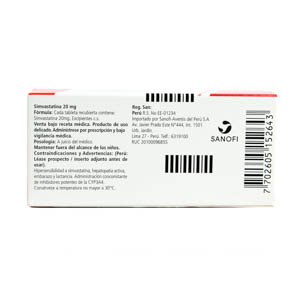 Simvastatina 20 mg
Fórmula: Cada tableta recubierta contiene:
Simvastatina 20mg, Excipientes c.s.
Venta bajo receta médica. Producto de uso
delicado. Adminístrese por prescripción y bajo
vigilancia médica.
Posología: A juicio del médico.
Mantener fuera del alcance de los niños.
Contraindicaciones y Advertencias: (Perú:
Léase prospecto / inserto adjunto antes de
usar).
Hipersensibilidad a simvastatina, hepatopatía activa,
embarazo y lactancia. Administración concomitante
de inhibidores potentes de la CYP3A4.
Consérvese a temperatura no mayor a 30°C.
Reg. San:
Perú R.S. No EE-01234
Importado por Sanofi-Aventis del Perú S.A
Av. Javier Prado Este N°444, int. 1501
Urb. Jardín
Lima 27 - Perú Telf: 6319100
RUC 20100096855
SANOFI
7702605152643